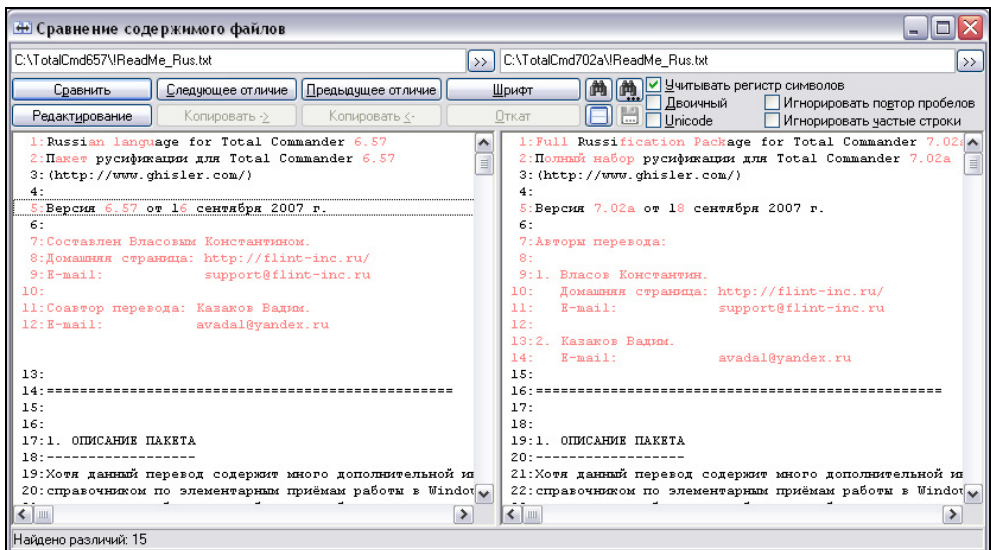 Сравнение содержимого файлов
C:\TotalCmd657\!ReadMe_Rus.txt
>>
C:\TotalCmd702a\!ReadMe_Rus.txt
>>
Сравнить
Следующее отличие
Предыдущее отличие
Шрифт
Учитывать регистр символов
Двоичный
Игнорировать повтор пробелов
Редактирование
Копировать ->
Копировать <-
Откат
Unicode
Игнорировать частые строки
1:Russian language for Total Commander 6.57
2:Пакет русификации для Total Commander 6.57
3:(http://www.ghisler.com/)
4:
5:Версия 6.57 от 16 сентября 2007 г.
6:
7:Составлен Власовым Константином.
8:Домашняя страница: http://flint-inc.ru/
9:E-mail: support@flint-inc.ru
10:
11:Соавтор перевода: Казаков Вадим.
12:E-mail: avadal@yandex.ru
13:
14:==================================================
15:
16:
17:1. ОПИСАНИЕ ПАКЕТА
18:------------------
19:Хотя данный перевод содержит много дополнительной ин
20:справочником по элементарным приёмам работы в Window
1:Full Russification Package for Total Commander 7.02a
2:Полный набор русификации для Total Commander 7.02a
3:(http://www.ghisler.com/)
4:
5:Версия 7.02a от 18 сентября 2007 г.
6:
7:Авторы перевода:
8:
9:1. Власов Константин.
10: Домашняя страница: http://flint-inc.ru/
11: E-mail: support@flint-inc.ru
12:
13:2. Казаков Вадим.
14: E-mail: avadal@yandex.ru
15:
16:==================================================
17:
18:
19:1. ОПИСАНИЕ ПАКЕТА
20:------------------
21:Хотя данный перевод содержит много дополнительной ин
22:справочником по элементарным приёмам работы в Window
Найдено различий: 15